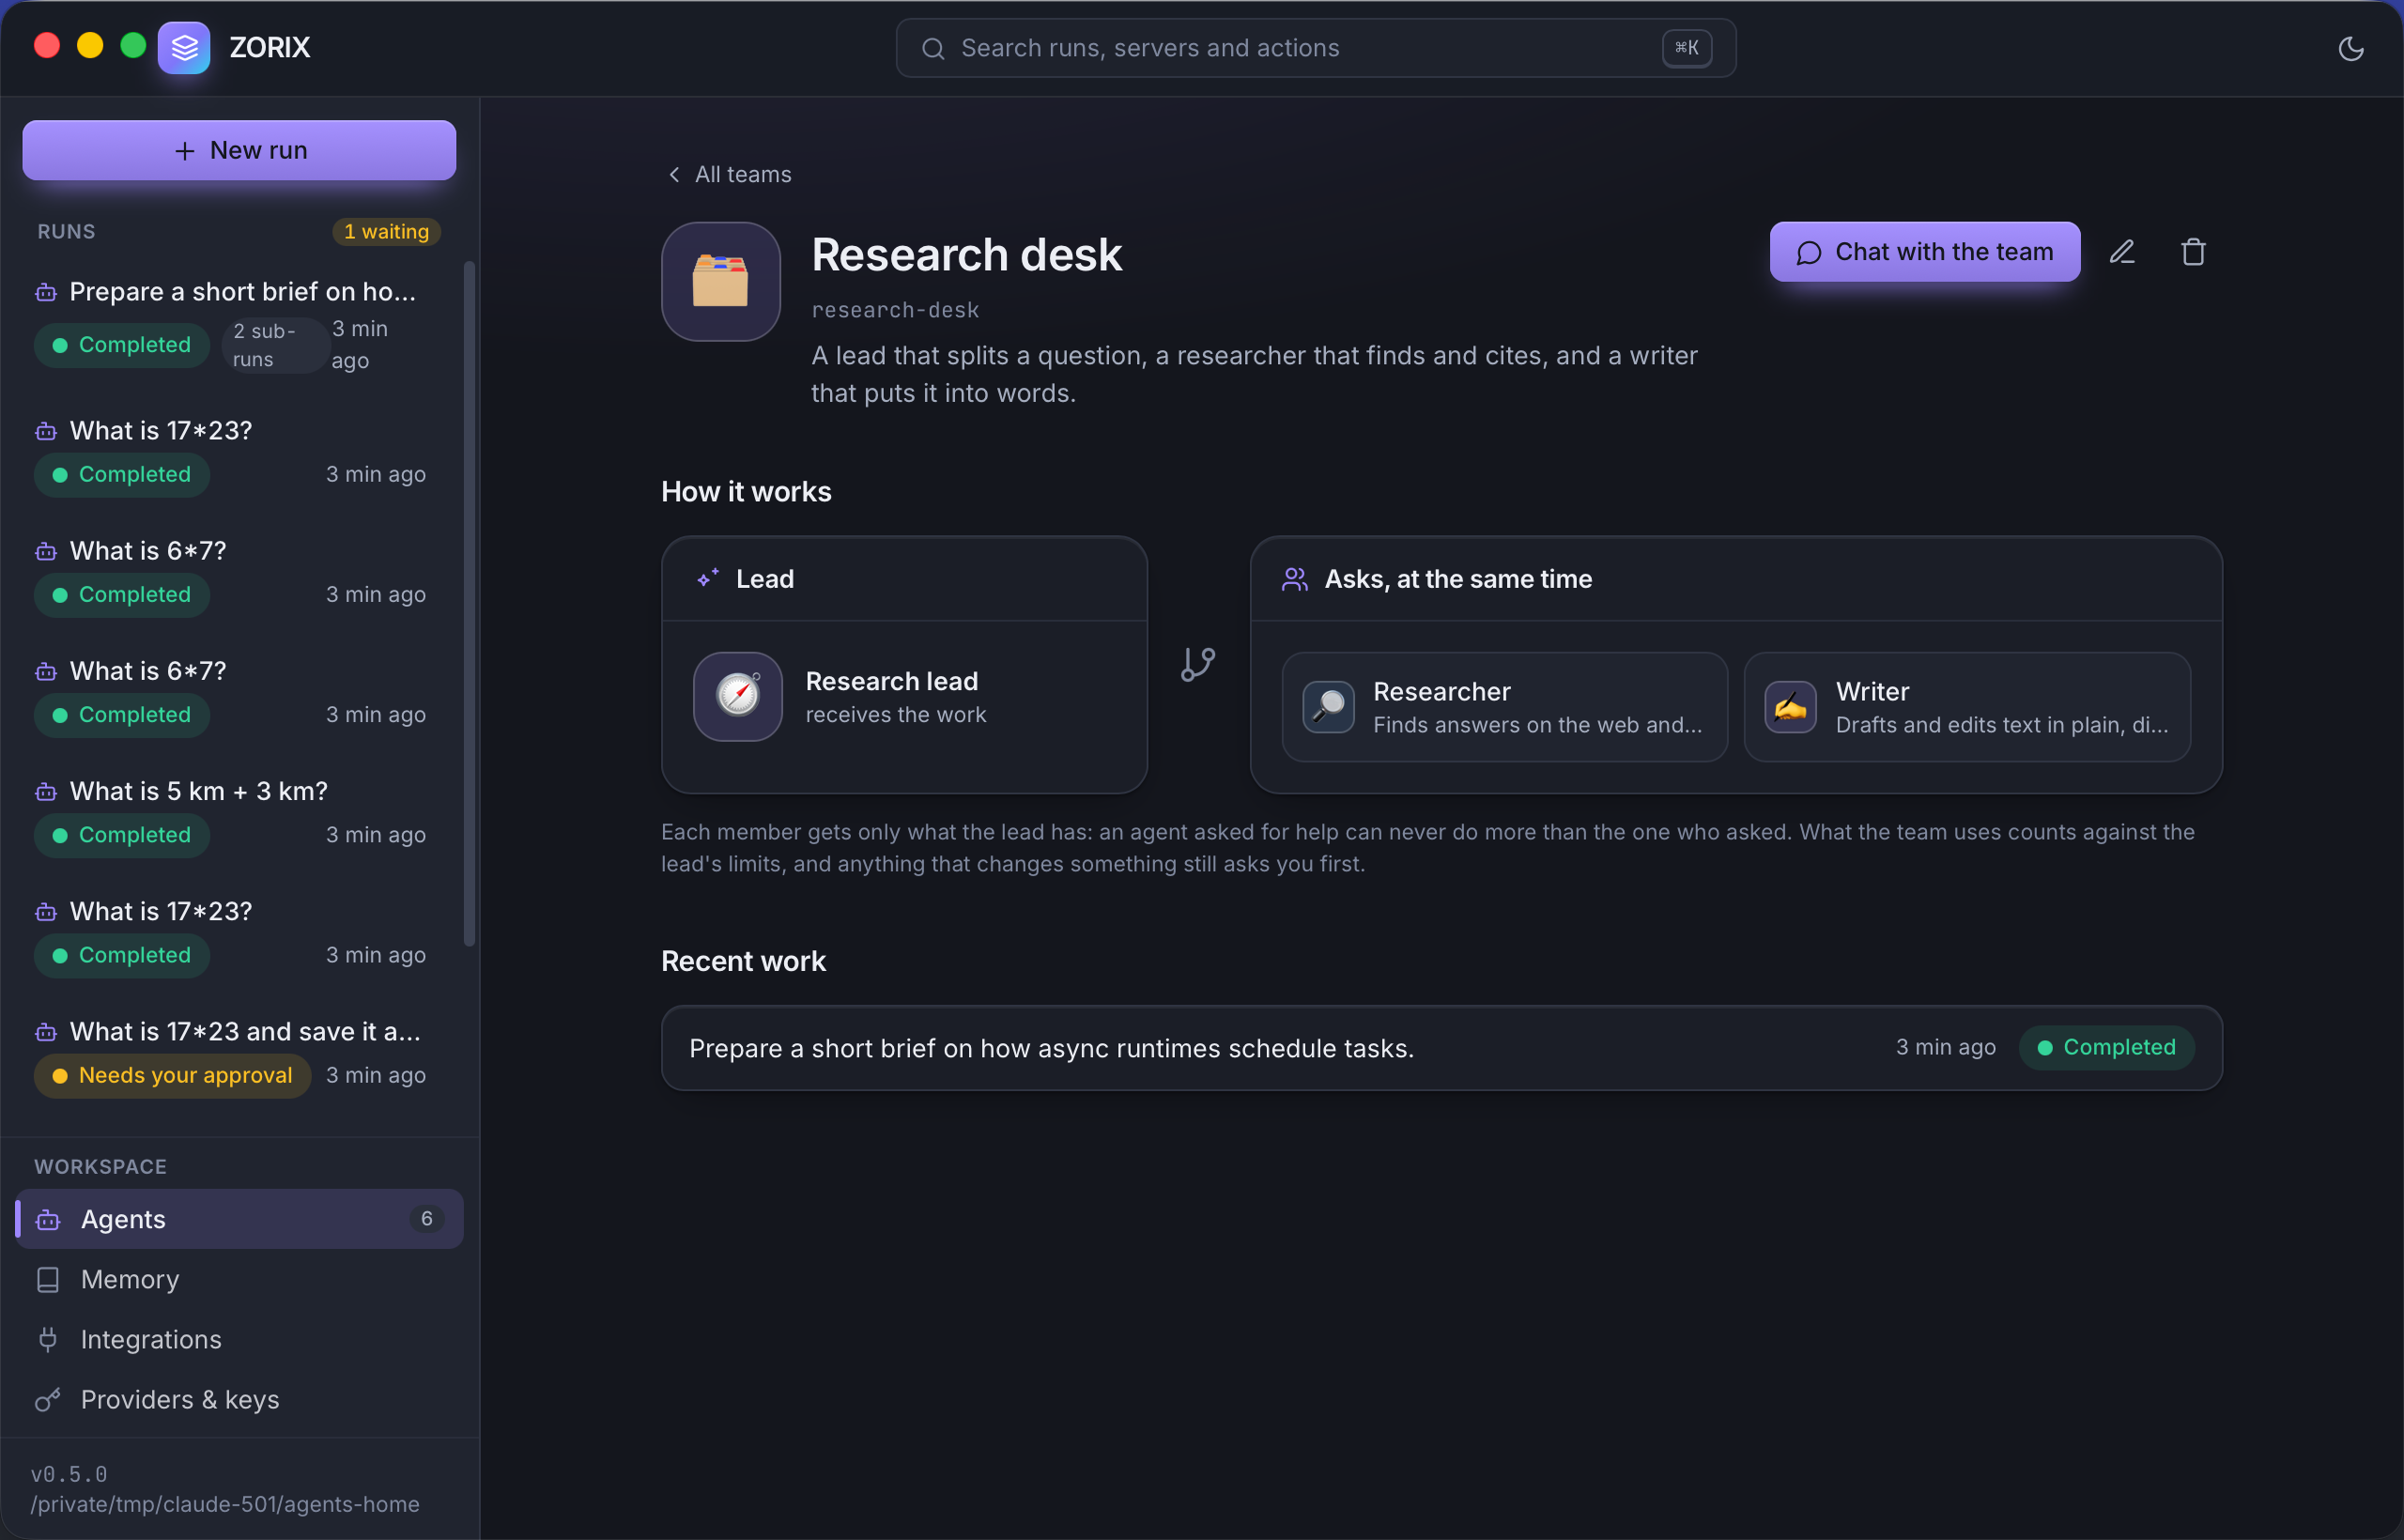 ZORIX
Search runs, servers and actions
⌘K
New run
RUNS
1 waiting
Prepare a short brief on ho...
Completed
2 sub-
runs
3 min
ago
What is 17*23?
Completed
3 min ago
What is 6*7?
Completed
3 min ago
What is 6*7?
Completed
3 min ago
What is 5 km + 3 km?
Completed
3 min ago
What is 17*23?
Completed
3 min ago
What is 17*23 and save it a...
Needs your approval
3 min ago
WORKSPACE
Agents
6
Memory
Integrations
Providers & keys
v0.5.0
/private/tmp/claude-501/agents-home
All teams
Research desk
research-desk
A lead that splits a question, a researcher that finds and cites, and a writer
that puts it into words.
Chat with the team
How it works
Lead
Research lead
receives the work
Asks, at the same time
Researcher
Finds answers on the web and...
Writer
Drafts and edits text in plain, di...
Each member gets only what the lead has: an agent asked for help can never do more than the one who asked. What the team uses counts against the
lead's limits, and anything that changes something still asks you first.
Recent work
Prepare a short brief on how async runtimes schedule tasks.
3 min ago
Completed